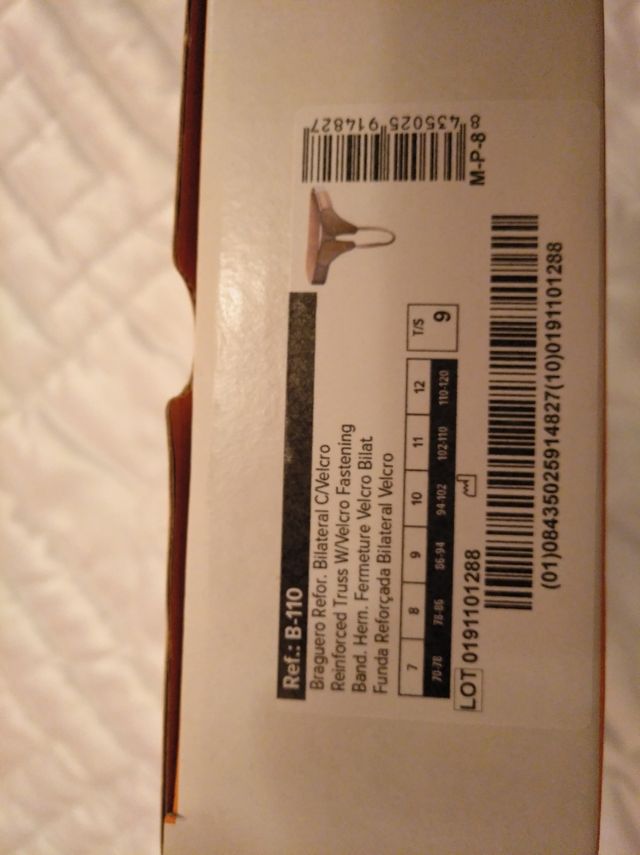 Ref.: B-110
Braguero Refor. Bilateral C/Velcro
Reinforced Truss W/Velcro Fastening
Band. Hern. Fermeture Velcro Bilat
Funda Reforçada Bilateral Velcro
7 8 9 10 11 12 T/S
70-78 78-86 86-94 94-102 102-110 110-120 9
LOT 0191101288
8 435025 914827
M-P-8
(01)08435025914827(10)0191101288